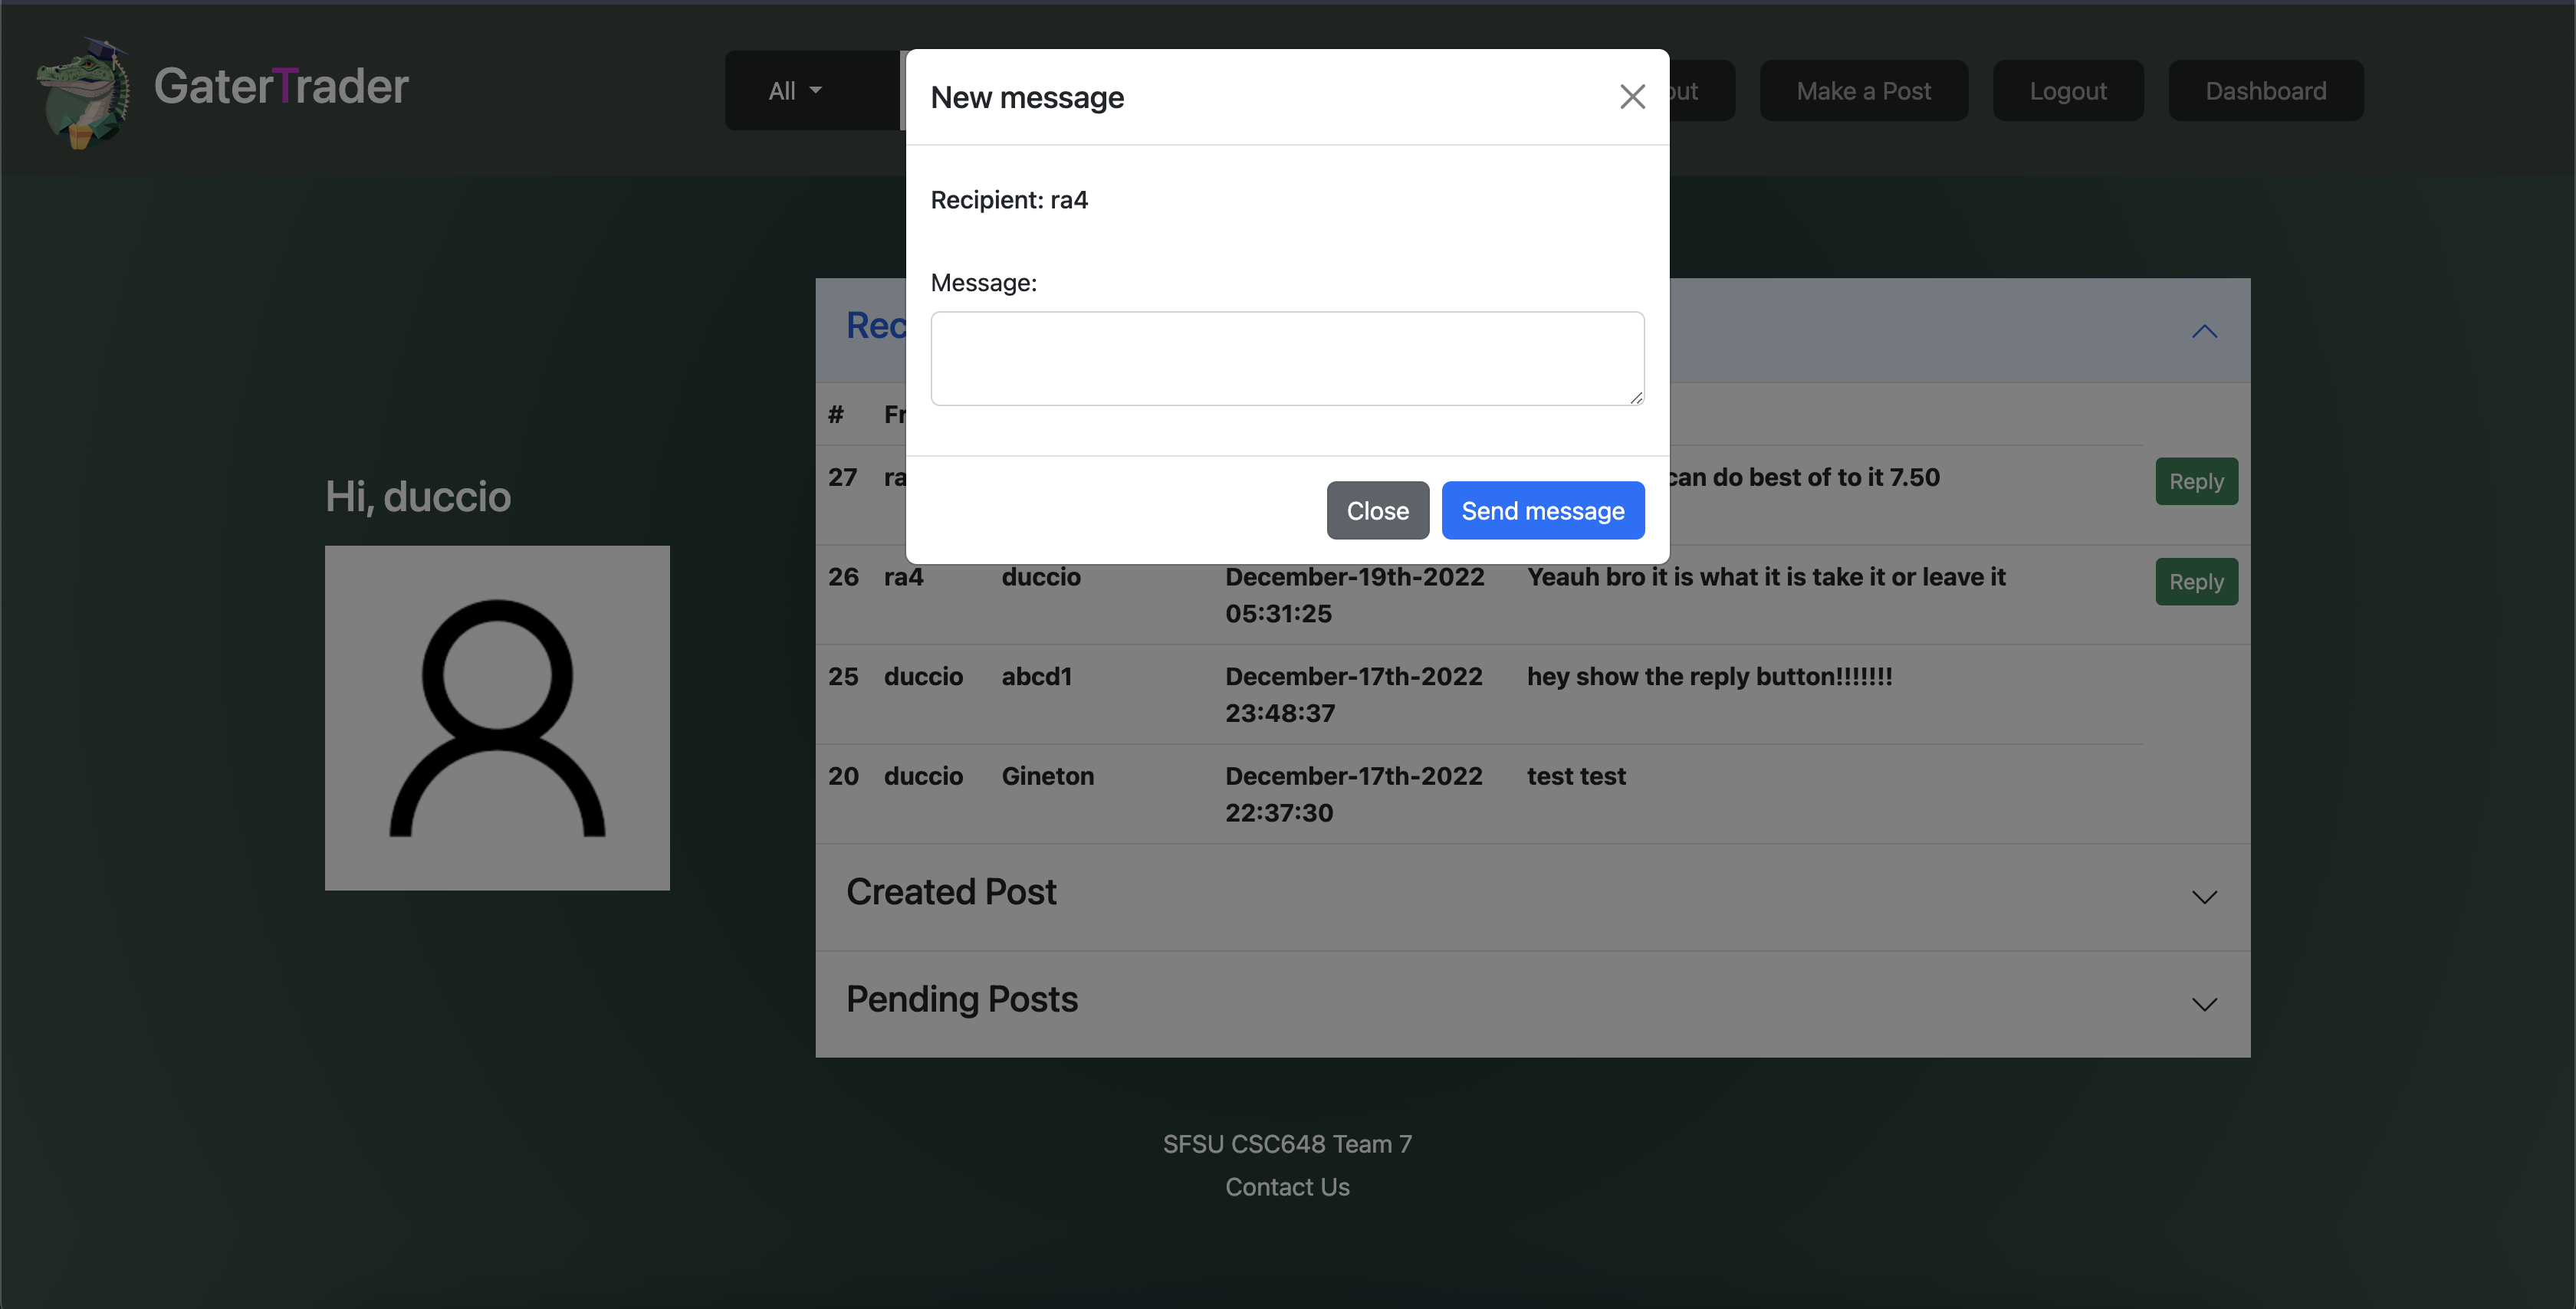 GaterTrader
All
Make a Post
Logout
Dashboard
New message
Recipient: ra4
Message:
Close
Send message
#
27
can do best of to it 7.50
Reply
26 ra4 duccio December-19th-2022 Yeauh bro it is what it is take it or leave it Reply
05:31:25
25 duccio abcd1 December-17th-2022 hey show the reply button!!!!!!!
23:48:37
20 duccio Gineton December-17th-2022 test test
22:37:30
Created Post
Pending Posts
Hi, duccio
SFSU CSC648 Team 7
Contact Us